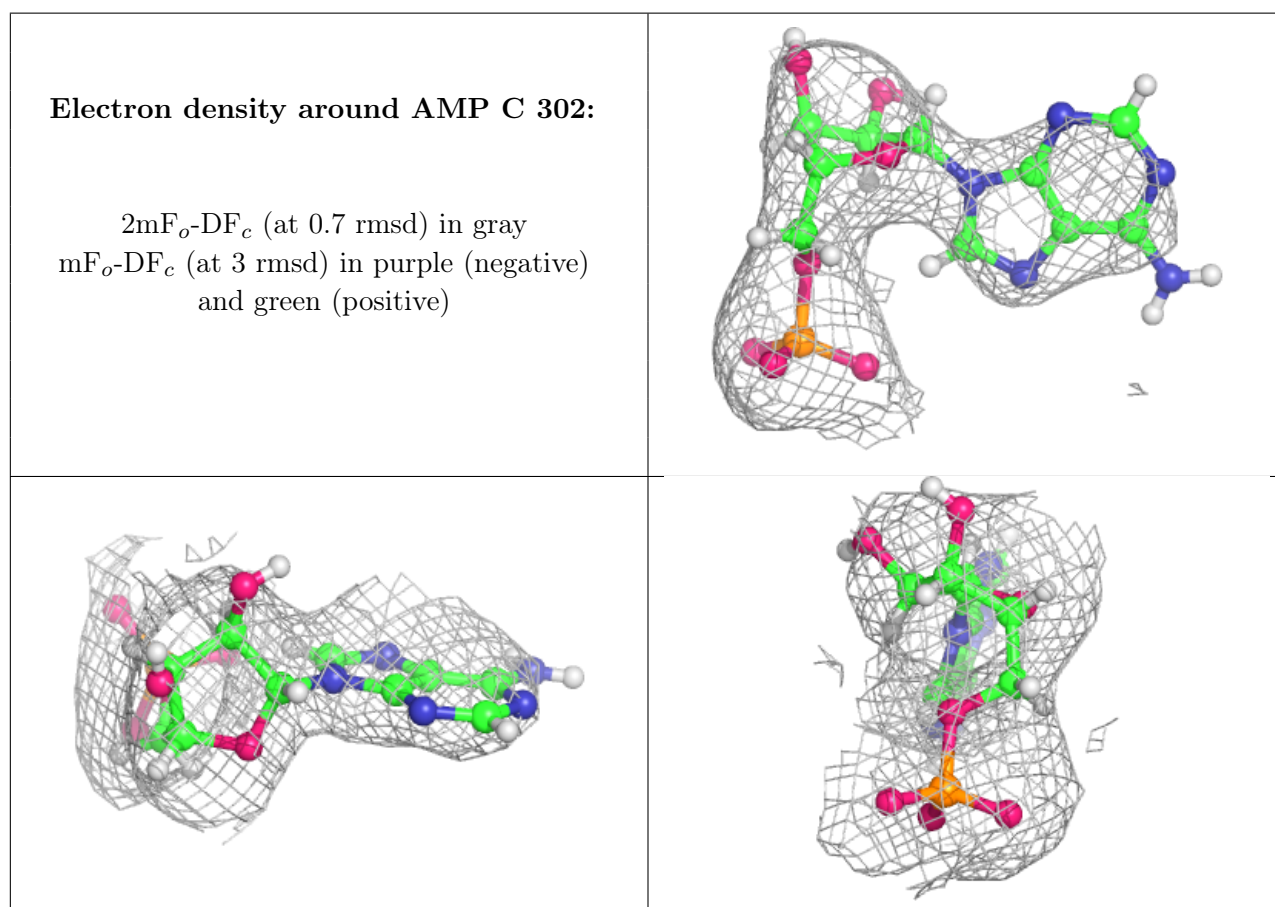 Electron density around AMP C 302:
2mFo-DFc (at 0.7 rmsd) in gray
mFo-DFc (at 3 rmsd) in purple (negative)
and green (positive)